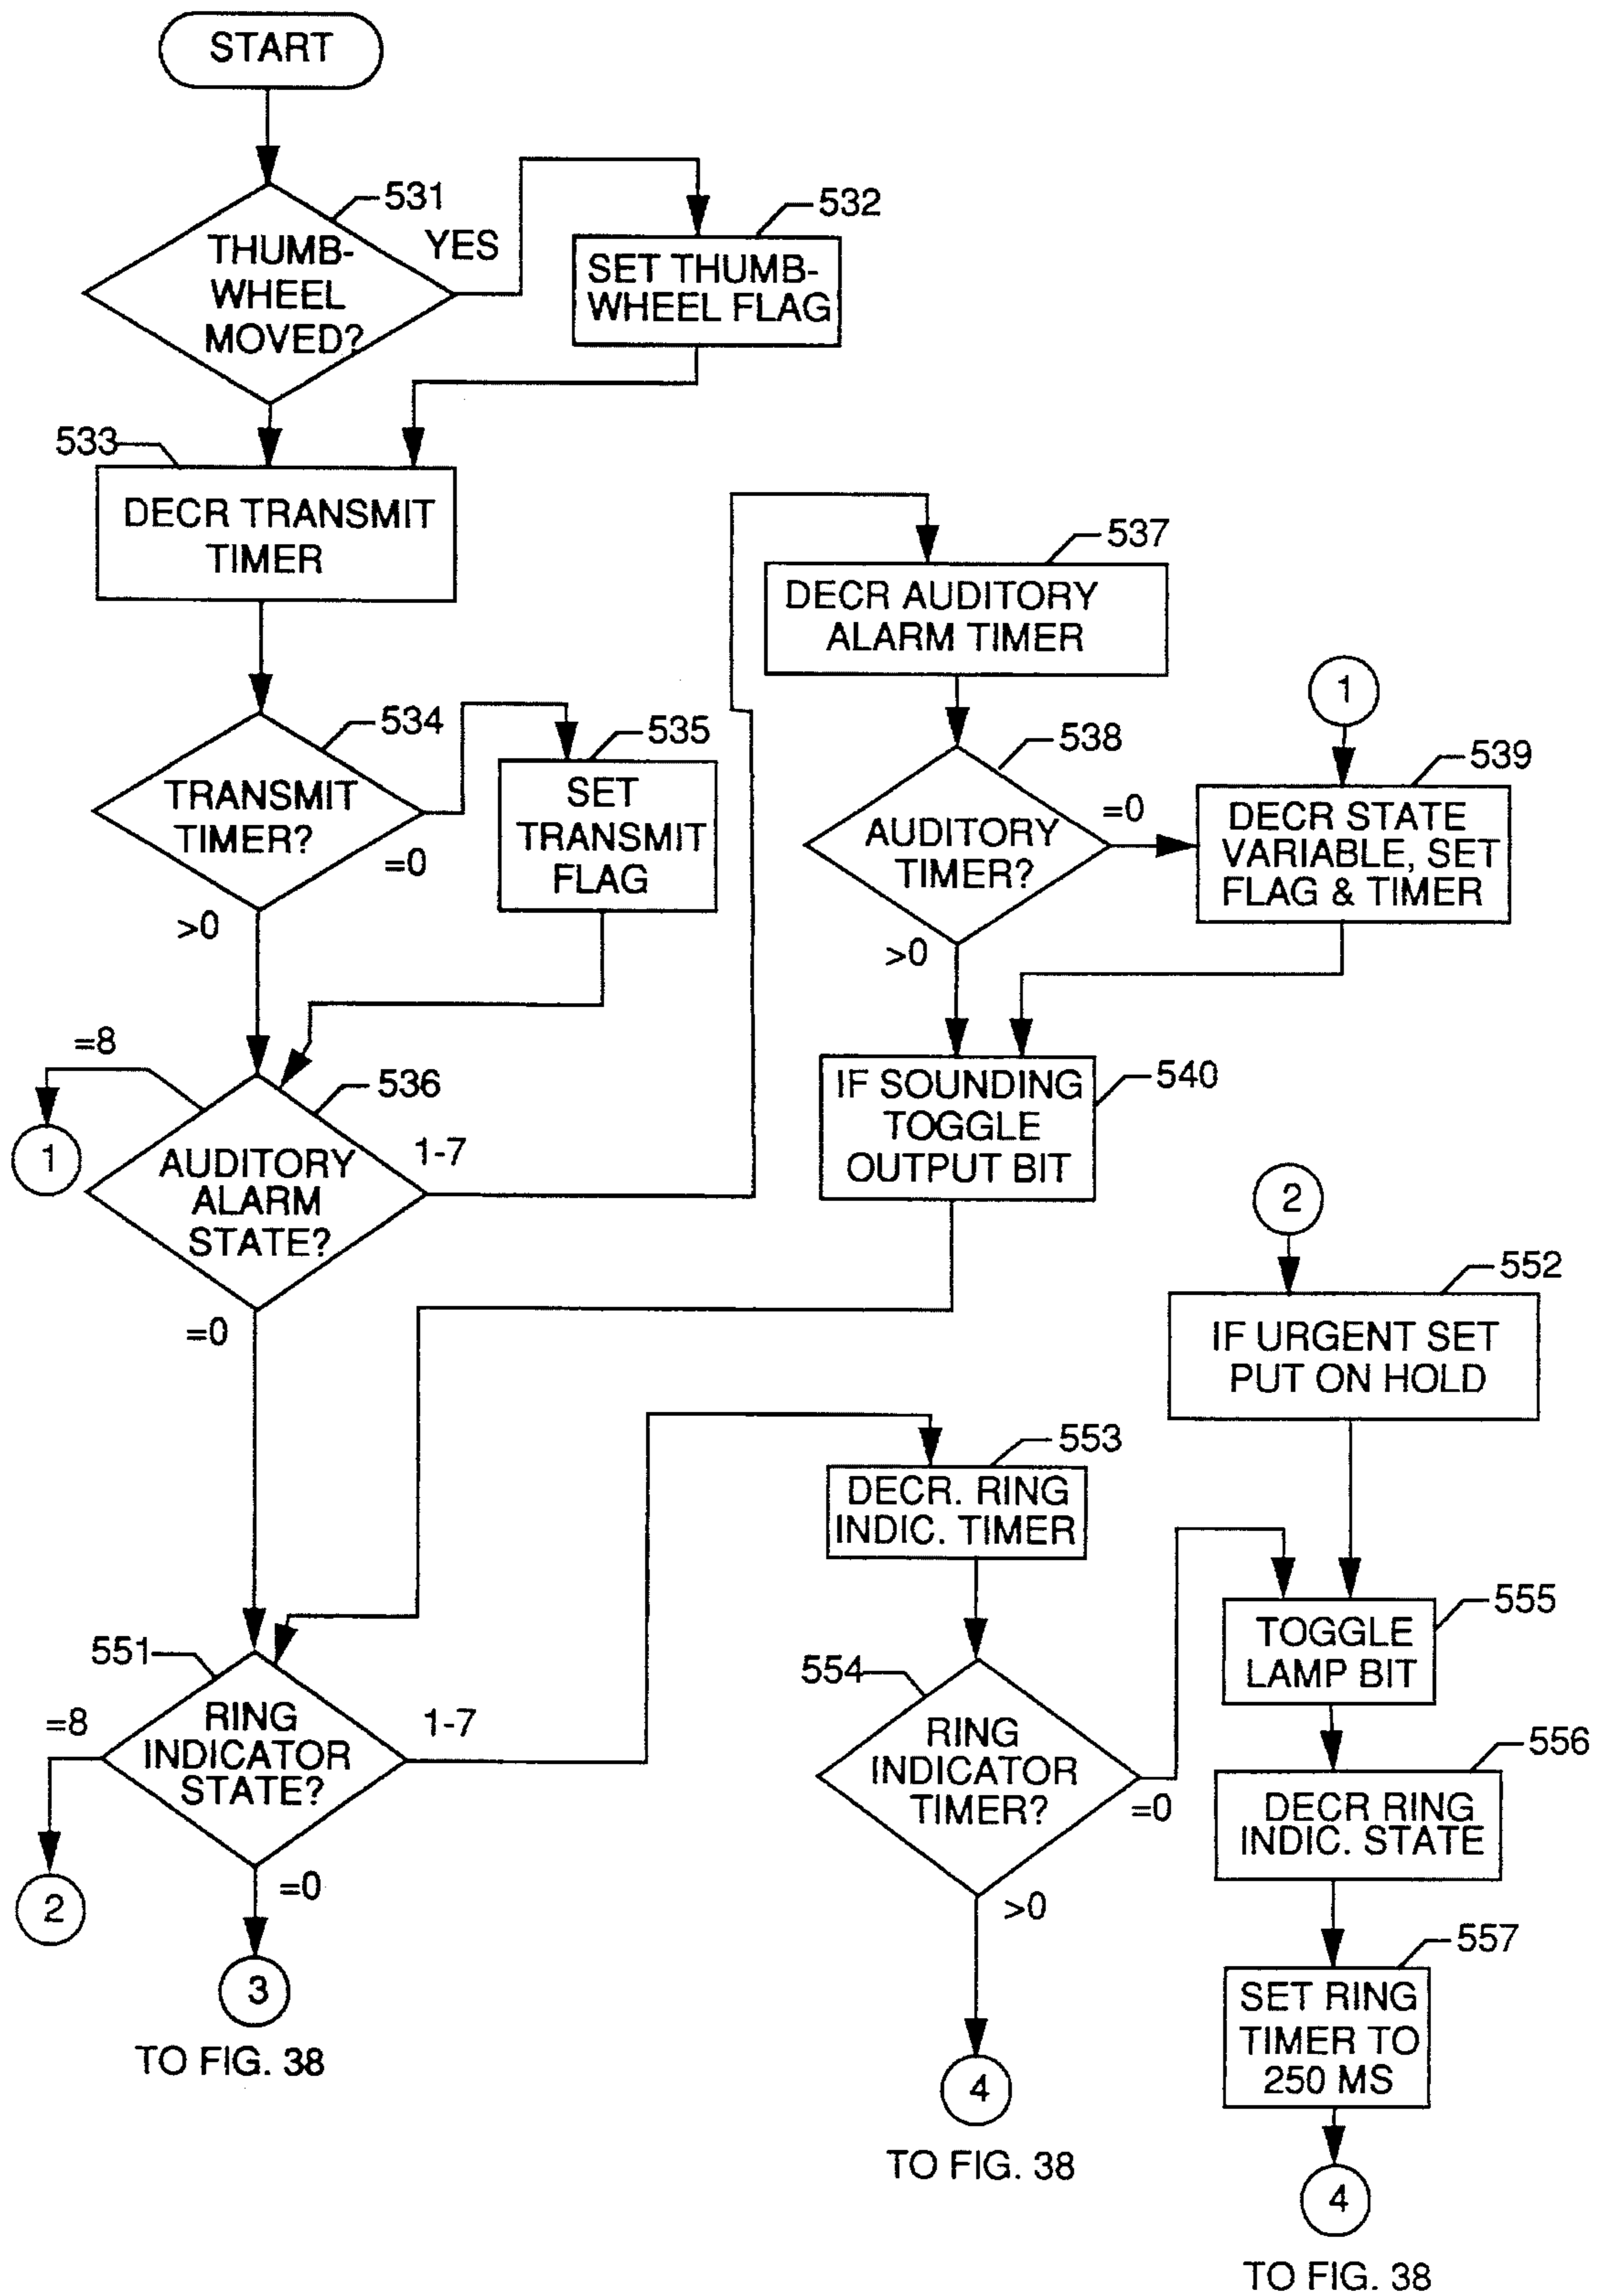 START
531
THUMB-
WHEEL
MOVED?
YES
532
SET THUMB-
WHEEL FLAG
533
DECR TRANSMIT
TIMER
534
TRANSMIT
TIMER?
=0
>0
535
SET
TRANSMIT
FLAG
=8
1
536
AUDITORY
ALARM
STATE?
1-7
=0
537
DECR AUDITORY
ALARM TIMER
538
AUDITORY
TIMER?
=0
>0
1
539
DECR STATE
VARIABLE, SET
FLAG & TIMER
540
IF SOUNDING
TOGGLE
OUTPUT BIT
2
552
IF URGENT SET
PUT ON HOLD
551
RING
INDICATOR
STATE?
=8
1-7
2
=0
3
TO FIG. 38
553
DECR. RING
INDIC. TIMER
554
RING
INDICATOR
TIMER?
=0
>0
4
TO FIG. 38
555
TOGGLE
LAMP BIT
556
DECR RING
INDIC. STATE
557
SET RING
TIMER TO
250 MS
4
TO FIG. 38